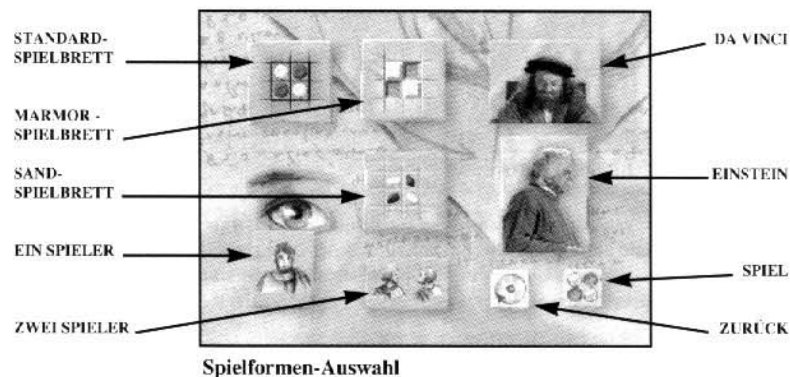 STANDARD-
SPIELBRETT
MARMOR -
SPIELBRETT
SAND-
SPIELBRETT
EIN SPIELER
ZWEI SPIELER
DA VINCI
EINSTEIN
SPIEL
ZURÜCK
Spielformen-Auswahl